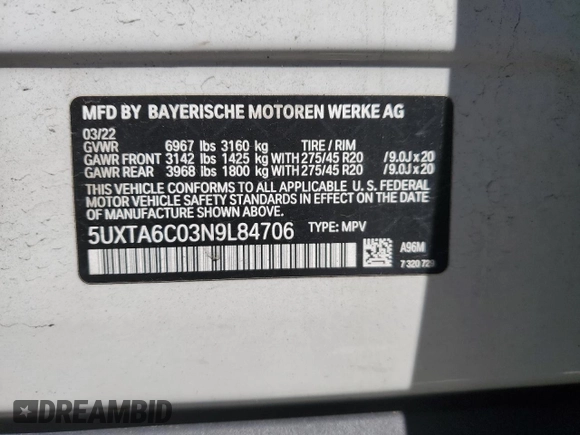 MFD BY BAYERISCHE MOTOREN WERKE AG
03/22
GVWR 6967 lbs 3160 kg TIRE / RIM
GAWR FRONT 3142 lbs 1425 kg WITH 275/45 R20 /9.0J x 20
GAWR REAR 3968 lbs 1800 kg WITH 275/45 R20 /9.0J x 20
THIS VEHICLE CONFORMS TO ALL APPLICABLE U. S. FEDERAL
MOTOR VEHICLE SAFETY STANDARDS IN EFFECT ON THE DATE
OF MANUFACTURE SHOWN ABOVE.
5UXTA6C03N9L84706 TYPE: MPV
A96M
7 320 729
DREAMBID